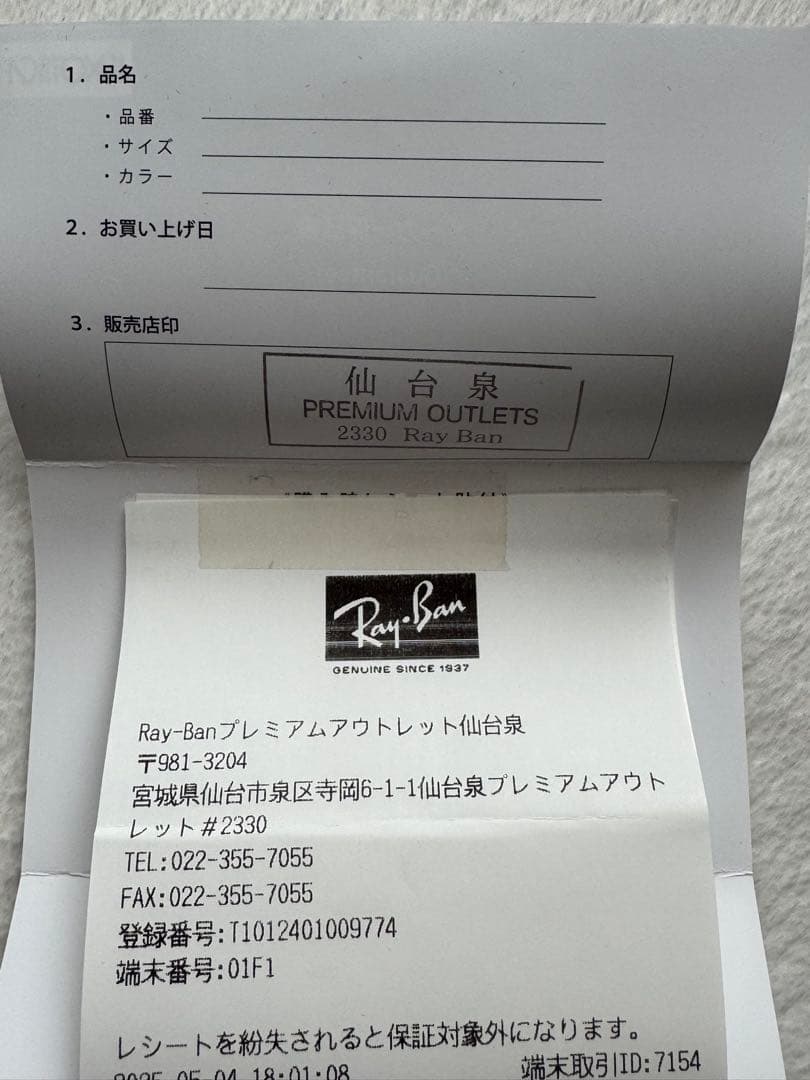 1. 品名
・品番
・サイズ
・カラー
2. お買い上げ日
3. 販売店印
仙台泉
PREMIUM OUTLETS
2330 Ray Ban
Ray-Ban
GENUINE SINCE 1937
Ray-Banプレミアムアウトレット仙台泉
〒981-3204
宮城県仙台市泉区寺岡6-1-1仙台泉プレミアムアウト
レット#2330
TEL:022-355-7055
FAX:022-355-7055
登録番号:T1012401009774
端末番号:01F1
レシートを紛失されると保証対象外になります。
2025-05-04 18:01:08 端末取引ID:7154